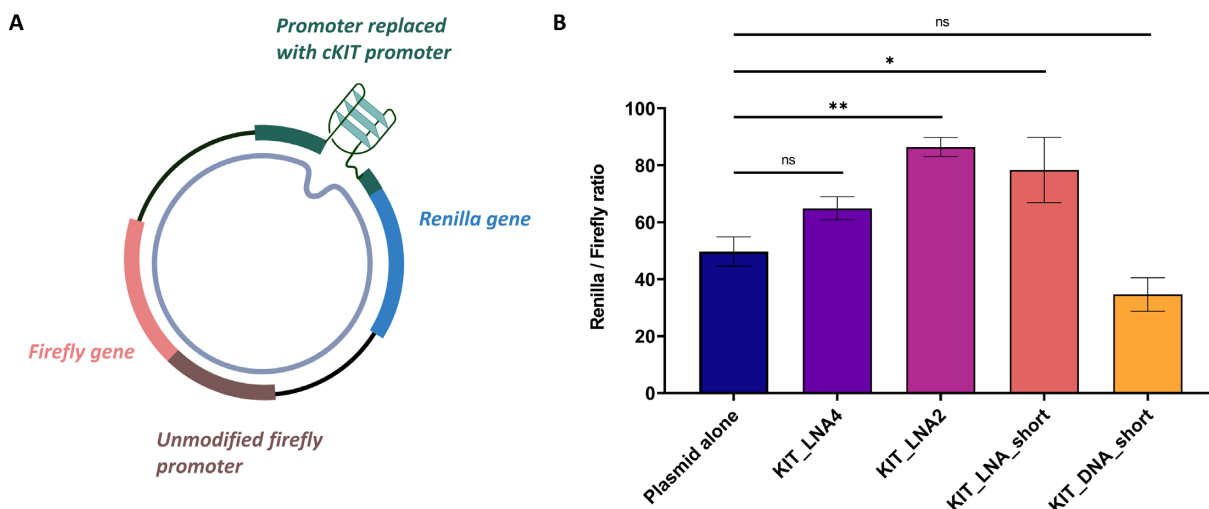 A
Promoter replaced
with cKIT promoter
Renilla gene
Firefly gene
Unmodified firefly
promoter
B
ns
*
**
ns
Renilla / Firefly ratio
100
80
60
40
20
0
Plasmid alone
KIT_LNA4
KIT_LNA2
KIT_LNA_short
KIT_DNA_short